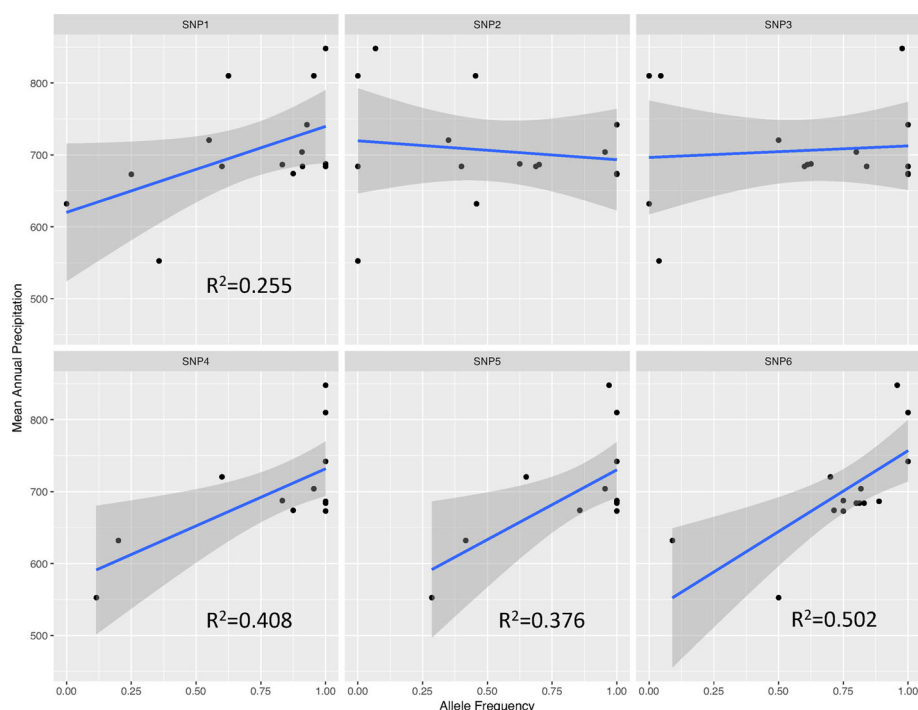 SNP1 SNP2 SNP3
800
700
600
500
R²=0.255
Mean Annual Precipitation
SNP4 SNP5 SNP6
800
700
600
500
R²=0.408 R²=0.376 R²=0.502
0.00 0.25 0.50 0.75 1.00 0.00 0.25 0.50 0.75 1.00 0.00 0.25 0.50 0.75 1.00
Allele Frequency